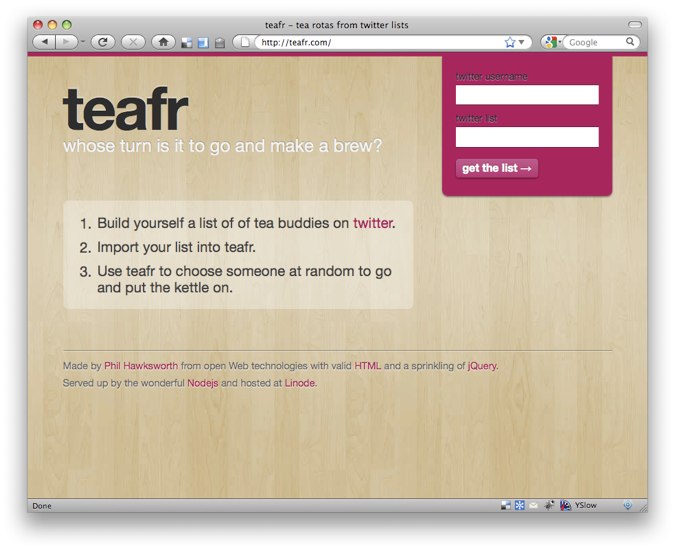 teafr – tea rotas from twitter lists
http://teafr.com/
Google
teafr
whose turn is it to go and make a brew?
twitter username
twitter list
get the list →
1. Build yourself a list of of tea buddies on twitter.
2. Import your list into teafr.
3. Use teafr to choose someone at random to go
and put the kettle on.
Made by Phil Hawksworth from open Web technologies with valid HTML and a sprinkling of jQuery.
Served up by the wonderful Nodejs and hosted at Linode.
Done
YSlow